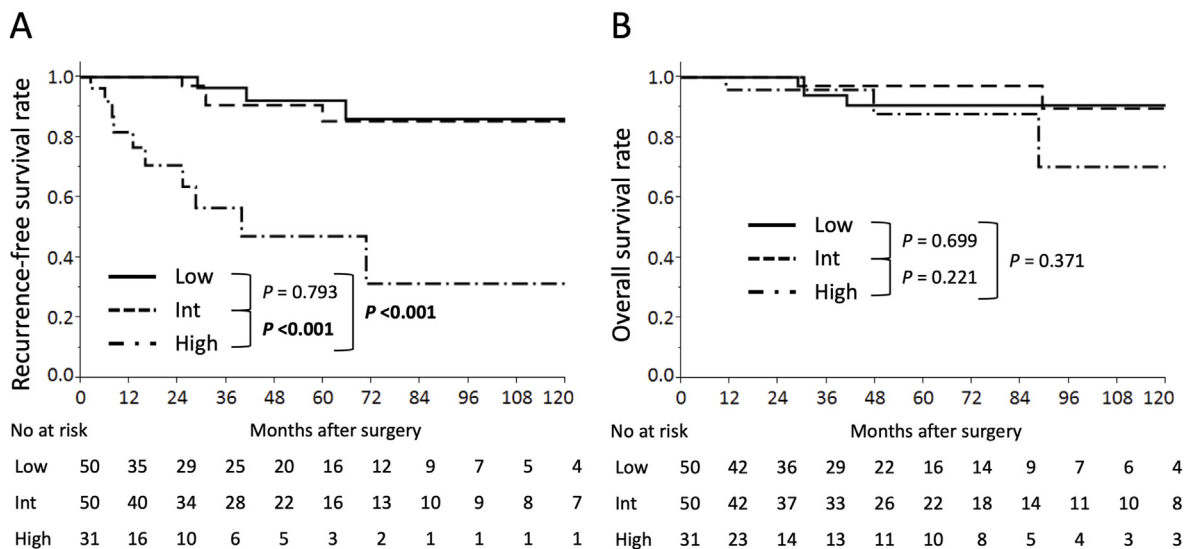 A
Recurrence-free survival rate
1.0
0.8
0.6
0.4
0.2
0.0
Low
Int
High
P = 0.793
P <0.001
P <0.001
0 12 24 36 48 60 72 84 96 108 120
No at risk Months after surgery
Low 50 35 29 25 20 16 12 9 7 5 4
Int 50 40 34 28 22 16 13 10 9 8 7
High 31 16 10 6 5 3 2 1 1 1 1
B
Overall survival rate
1.0
0.8
0.6
0.4
0.2
0.0
Low
Int
High
P = 0.699
P = 0.221
P = 0.371
0 12 24 36 48 60 72 84 96 108 120
No at risk Months after surgery
Low 50 42 36 29 22 16 14 9 7 6 4
Int 50 42 37 33 26 22 18 14 11 10 8
High 31 23 14 13 11 10 8 5 4 3 3